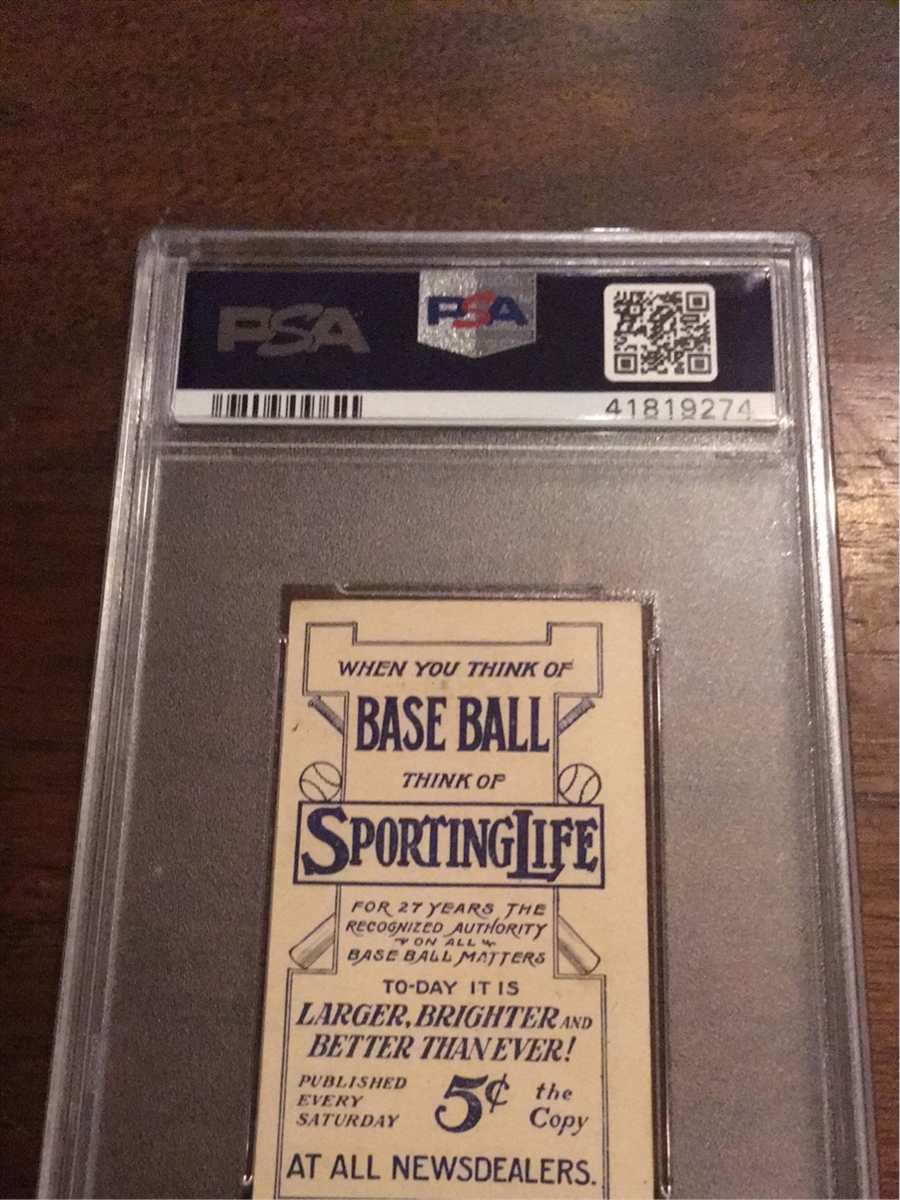 PSA
PSA
41819274
WHEN YOU THINK OF
BASE BALL
THINK OF
SPORTING LIFE
FOR 27 YEARS THE
RECOGNIZED AUTHORITY
ON ALL
BASE BALL MATTERS
TO-DAY IT IS
LARGER, BRIGHTER AND
BETTER THAN EVER!
PUBLISHED
EVERY
SATURDAY
5¢
the
Copy
AT ALL NEWSDEALERS.